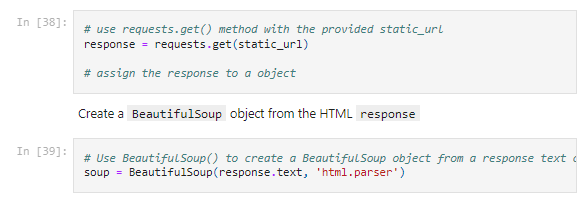 In [38]:
# use requests.get() method with the provided static_url
response = requests.get(static_url)
# assign the response to a object
Create a BeautifulSoup object from the HTML response
In [39]:
# Use BeautifulSoup() to create a BeautifulSoup object from a response text
soup = BeautifulSoup(response.text, 'html.parser')